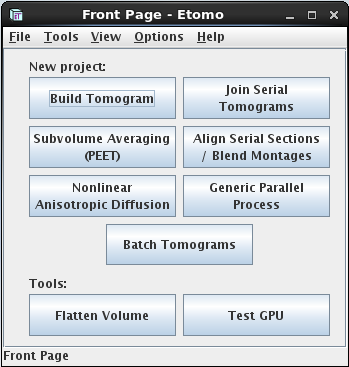 Front Page - Etomo
File Tools View Options Help
New project:
Build Tomogram
Join Serial
Tomograms
Subvolume Averaging
(PEET)
Align Serial Sections
/ Blend Montages
Nonlinear
Anisotropic Diffusion
Generic Parallel
Process
Batch Tomograms
Tools:
Flatten Volume
Test GPU
Front Page